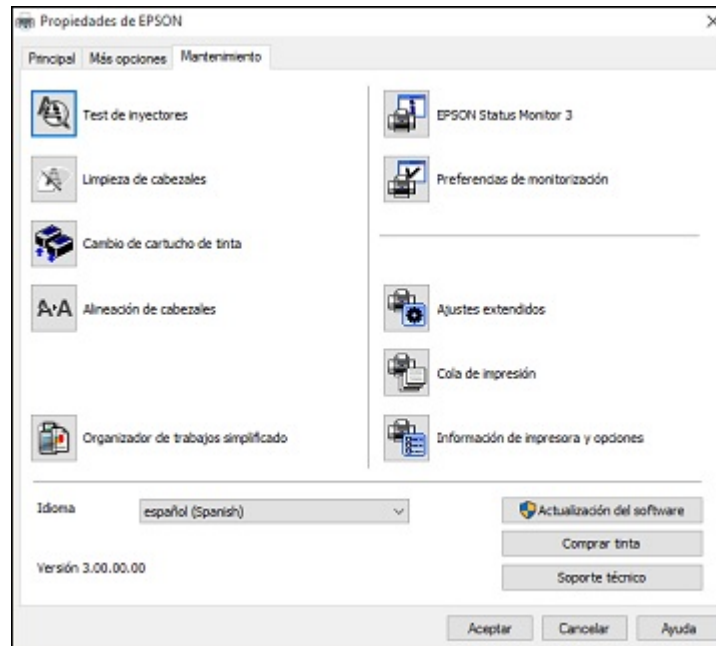 Propiedades de EPSON
Principal Más opciones Mantenimiento
Test de inyectores
EPSON Status Monitor 3
Limpieza de cabezales
Preferencias de monitorización
Cambio de cartucho de tinta
A·A Alineación de cabezales
Ajustes extendidos
Cola de impresión
Organizador de trabajos simplificado
Información de impresora y opciones
Idioma español (Spanish)
Actualización del software
Comprar tinta
Versión 3.00.00.00
Soporte técnico
Aceptar Cancelar Ayuda